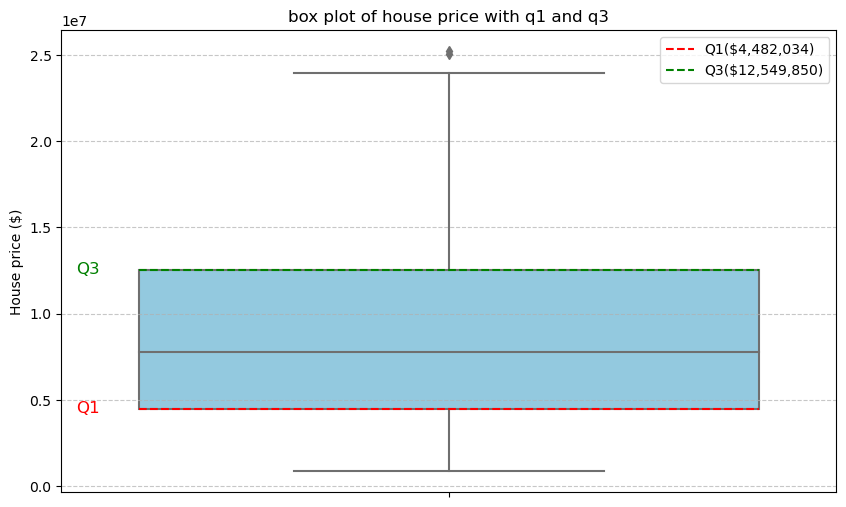 box plot of house price with q1 and q3
1e7
2.5
2.0
1.5
1.0
0.5
0.0
House price ($)
Q3
Q1
Q1($4,482,034)
Q3($12,549,850)